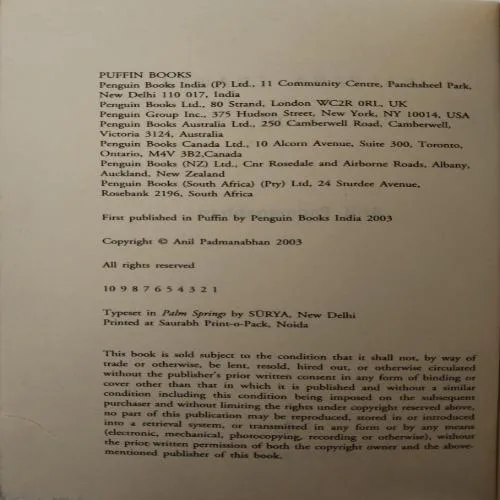 PUFFIN BOOKS
Penguin Books India (P) Ltd., 11 Community Centre, Panchsheel Park,
New Delhi 110 017, India
Penguin Books Ltd., 80 Strand, London WC2R 0RL, UK
Penguin Group Inc., 375 Hudson Street, New York, NY 10014, USA
Penguin Books Australia Ltd., 250 Camberwell Road, Camberwell,
Victoria 3124, Australia
Penguin Books Canada Ltd., 10 Alcorn Avenue, Suite 300, Toronto,
Ontario, M4V 3B2,Canada
Penguin Books (NZ) Ltd., Cnr Rosedale and Airborne Roads, Albany,
Auckland, New Zealand
Penguin Books (South Africa) (Pty) Ltd, 24 Sturdee Avenue,
Rosebank 2196, South Africa
First published in Puffin by Penguin Books India 2003
Copyright © Anil Padmanabhan 2003
All rights reserved
10 9 8 7 6 5 4 3 2 1
Typeset in Palm Springs by SŪRYA, New Delhi
Printed at Saurabh Print-o-Pack, Noida
This book is sold subject to the condition that it shall not, by way of
trade or otherwise, be lent, resold, hired out, or otherwise circulated
without the publisher's prior written consent in any form of binding or
cover other than that in which it is published and without a similar
condition including this condition being imposed on the subsequent
purchaser and without limiting the rights under copyright reserved above,
no part of this publication may be reproduced, stored in or introduced
into a retrieval system, or transmitted in any form or by any means
(electronic, mechanical, photocopying, recording or otherwise), without
the prior written permission of both the copyright owner and the above-
mentioned publisher of this book.